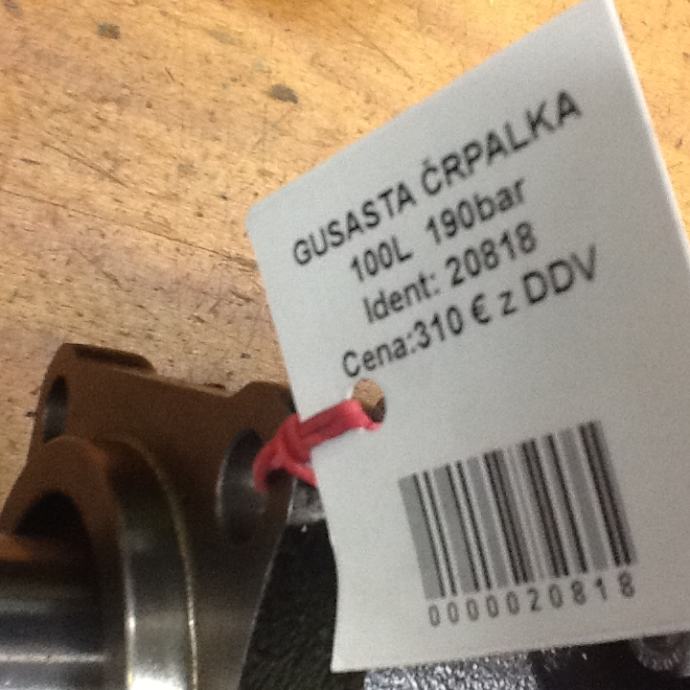 GUSASTA ČRPALKA
100L 190bar
Ident: 20818
Cena:310 € z DDV
0000020818